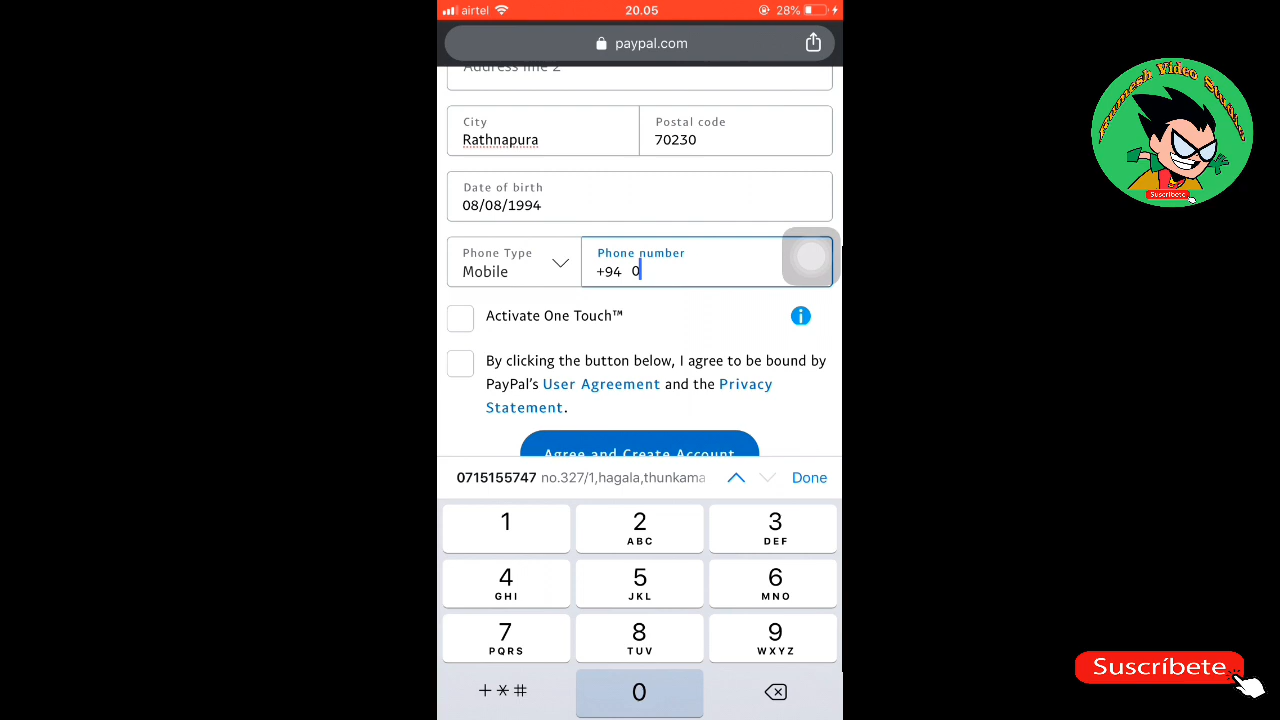 airtel 20.05 28%
paypal.com
Address line 2
City
Rathnapura
Postal code
70230
Date of birth
08/08/1994
Phone Type
Mobile
Phone number
+94 0
Activate One Touch™
By clicking the button below, I agree to be bound by
PayPal's User Agreement and the Privacy
Statement.
Agree and Create Account
0715155747 no.327/1,hagala,thunkama
Done
1 2 3
ABC DEF
4 5 6
GHI JKL MNO
7 8 9
PQRS TUV WXYZ
+*# 0
Video
Suscríbete
Suscríbete